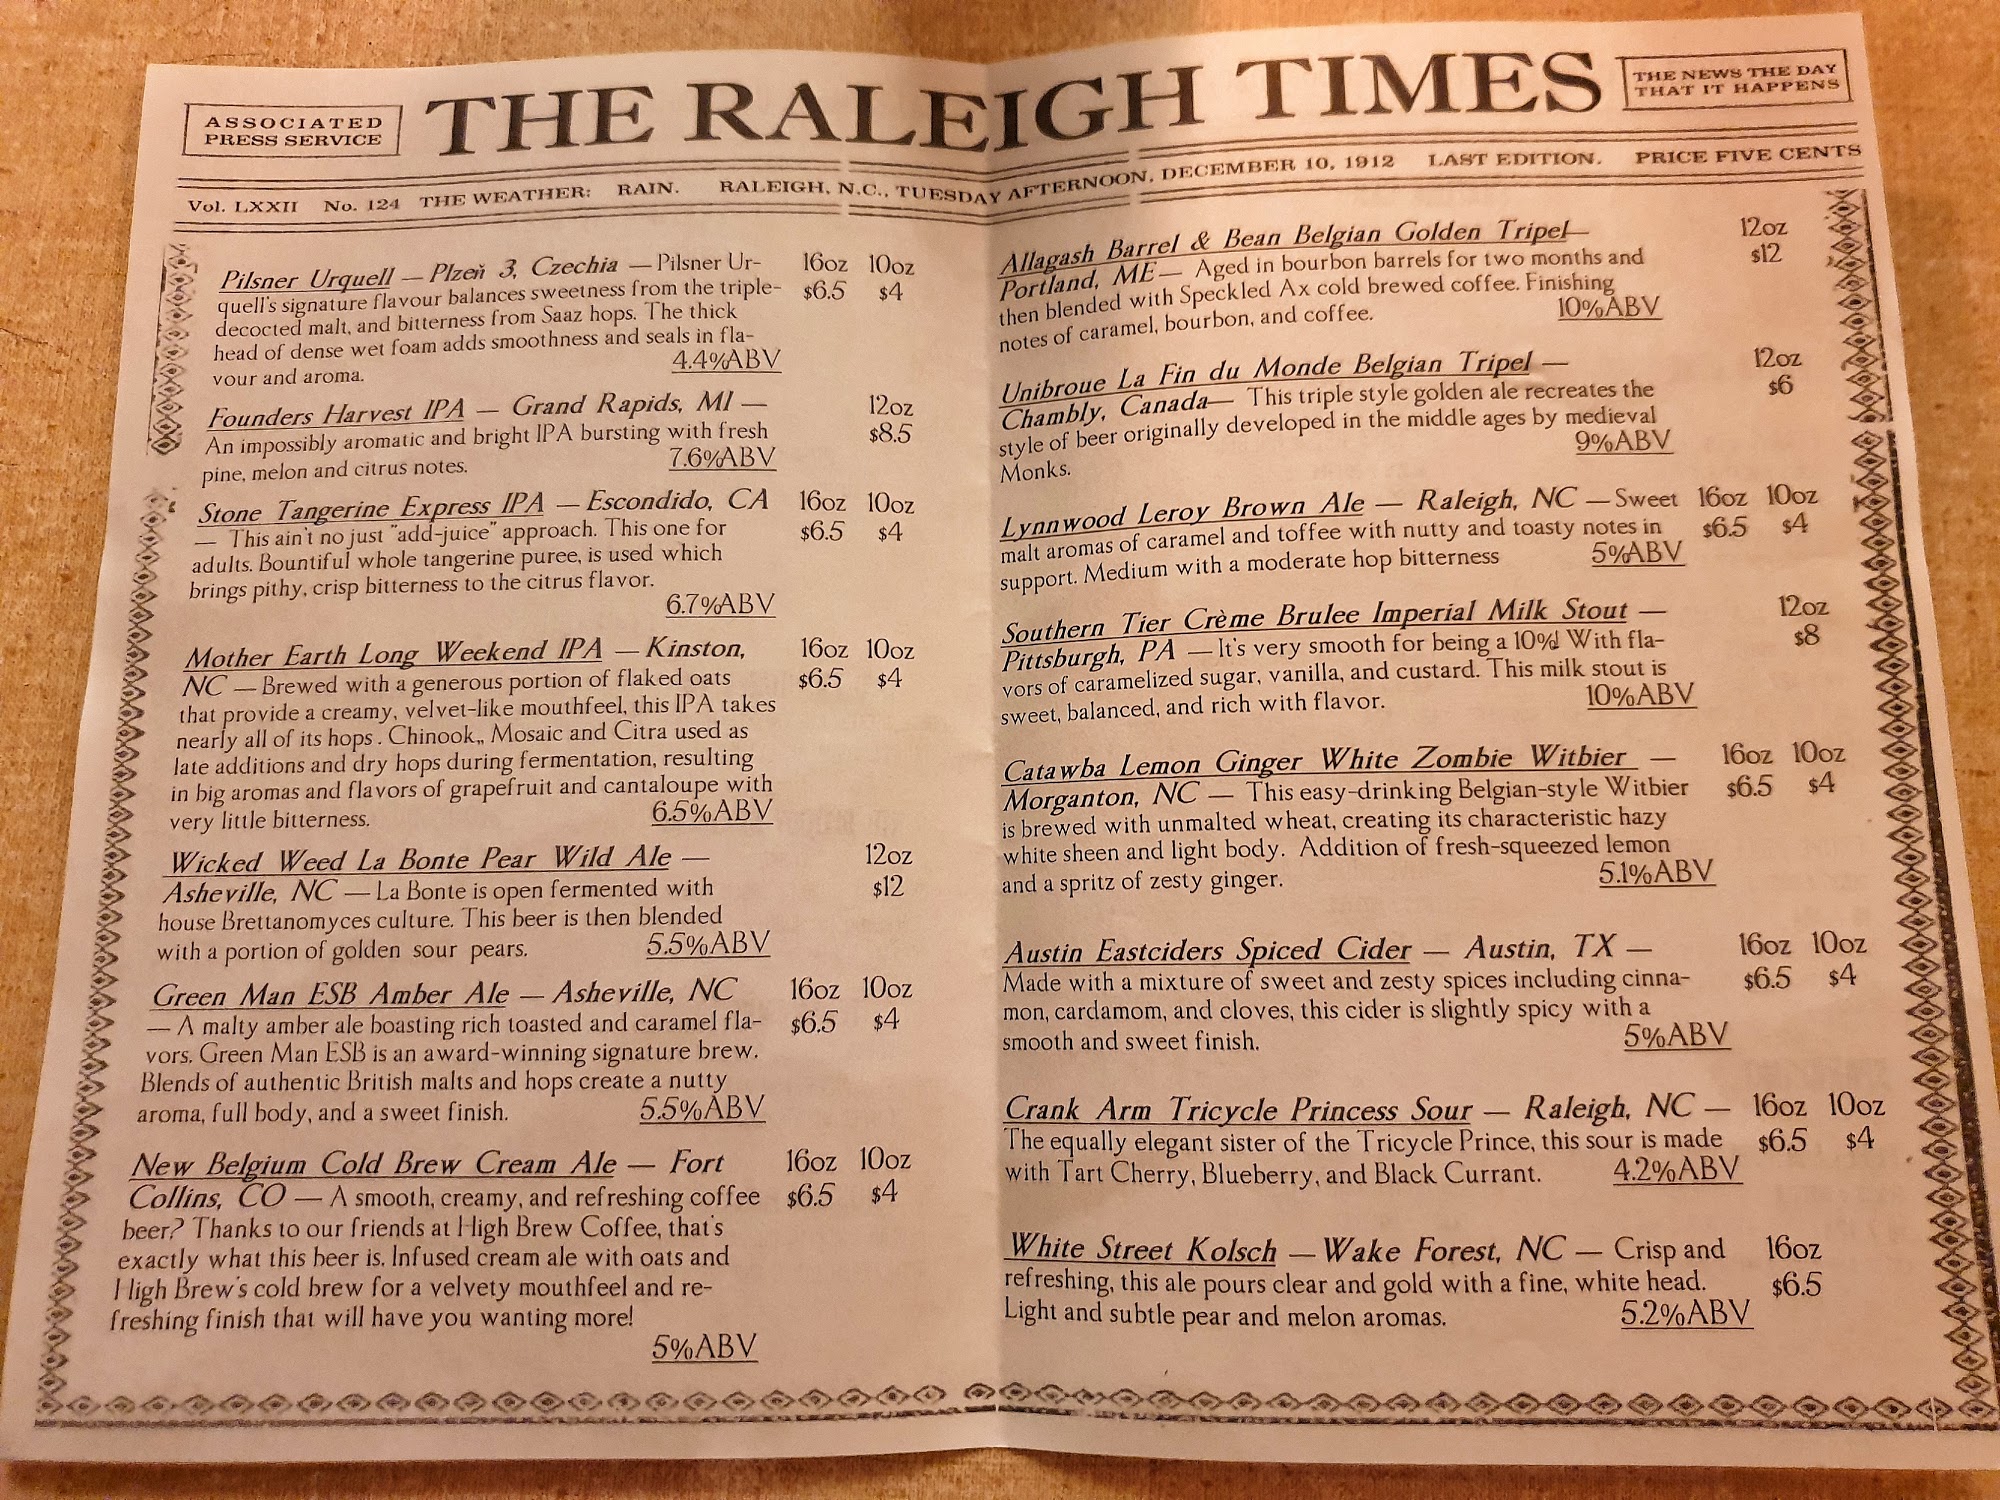 ASSOCIATED
PRESS SERVICE
THE RALEIGH TIMES
THE NEWS THE DAY
THAT IT HAPPENS
Vol. LXXII No. 124 THE WEATHER: RAIN. RALEIGH, N.C., TUESDAY AFTERNOON, DECEMBER 10, 1912 LAST EDITION. PRICE FIVE CENTS
Pilsner Urquell — Plzeň 3, Czechia — Pilsner Ur- 16oz 10oz
quell's signature flavour balances sweetness from the triple- $6.5 $4
decocted malt, and bitterness from Saaz hops. The thick
head of dense wet foam adds smoothness and seals in fla-
vour and aroma. 4.4%ABV
Founders Harvest IPA — Grand Rapids, MI — 12oz
An impossibly aromatic and bright IPA bursting with fresh $8.5
pine, melon and citrus notes. 7.6%ABV
Stone Tangerine Express IPA — Escondido, CA 16oz 10oz
— This ain't no just "add-juice" approach. This one for $6.5 $4
adults. Bountiful whole tangerine puree, is used which
brings pithy, crisp bitterness to the citrus flavor.
6.7%ABV
Mother Earth Long Weekend IPA — Kinston, 16oz 10oz
NC — Brewed with a generous portion of flaked oats $6.5 $4
that provide a creamy, velvet-like mouthfeel, this IPA takes
nearly all of its hops . Chinook,, Mosaic and Citra used as
late additions and dry hops during fermentation, resulting
in big aromas and flavors of grapefruit and cantaloupe with
very little bitterness. 6.5%ABV
Wicked Weed La Bonte Pear Wild Ale — 12oz
Asheville, NC — La Bonte is open fermented with $12
house Brettanomyces culture. This beer is then blended
with a portion of golden sour pears. 5.5%ABV
Green Man ESB Amber Ale — Asheville, NC 16oz 10oz
— A malty amber ale boasting rich toasted and caramel fla- $6.5 $4
vors. Green Man ESB is an award-winning signature brew.
Blends of authentic British malts and hops create a nutty
aroma, full body, and a sweet finish. 5.5%ABV
New Belgium Cold Brew Cream Ale — Fort 16oz 10oz
Collins, CO — A smooth, creamy, and refreshing coffee $6.5 $4
beer? Thanks to our friends at High Brew Coffee, that's
exactly what this beer is. Infused cream ale with oats and
High Brew's cold brew for a velvety mouthfeel and re-
freshing finish that will have you wanting more!
5%ABV
Allagash Barrel & Bean Belgian Golden Tripel— 12oz
Portland, ME— Aged in bourbon barrels for two months and $12
then blended with Speckled Ax cold brewed coffee. Finishing
notes of caramel, bourbon, and coffee. 10%ABV
Unibroue La Fin du Monde Belgian Tripel — 12oz
Chambly, Canada— This triple style golden ale recreates the $6
style of beer originally developed in the middle ages by medieval
Monks. 9%ABV
Lynnwood Leroy Brown Ale — Raleigh, NC — Sweet 16oz 10oz
malt aromas of caramel and toffee with nutty and toasty notes in $6.5 $4
support. Medium with a moderate hop bitterness 5%ABV
Southern Tier Crème Brulee Imperial Milk Stout — 12oz
Pittsburgh, PA — It's very smooth for being a 10%! With fla- $8
vors of caramelized sugar, vanilla, and custard. This milk stout is
sweet, balanced, and rich with flavor. 10%ABV
Catawba Lemon Ginger White Zombie Witbier — 16oz 10oz
Morganton, NC — This easy-drinking Belgian-style Witbier $6.5 $4
is brewed with unmalted wheat, creating its characteristic hazy
white sheen and light body. Addition of fresh-squeezed lemon
and a spritz of zesty ginger. 5.1%ABV
Austin Eastciders Spiced Cider — Austin, TX — 16oz 10oz
Made with a mixture of sweet and zesty spices including cinna- $6.5 $4
mon, cardamom, and cloves, this cider is slightly spicy with a
smooth and sweet finish. 5%ABV
Crank Arm Tricycle Princess Sour — Raleigh, NC — 16oz 10oz
The equally elegant sister of the Tricycle Prince, this sour is made $6.5 $4
with Tart Cherry, Blueberry, and Black Currant. 4.2%ABV
White Street Kolsch — Wake Forest, NC — Crisp and 16oz
refreshing, this ale pours clear and gold with a fine, white head. $6.5
Light and subtle pear and melon aromas. 5.2%ABV